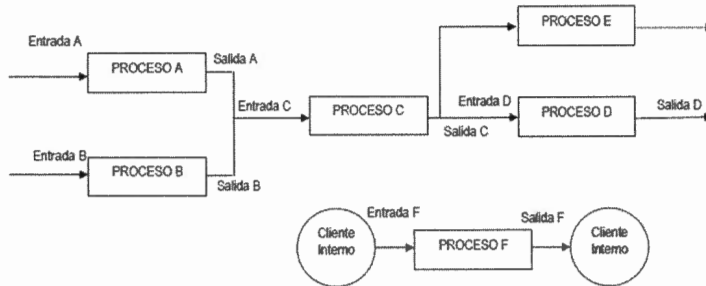 PROCESO E
Entrada A
Salida A
PROCESO A
Entrada C
PROCESO C
Entrada D
PROCESO D
Salida D
Salida C
Entrada B
PROCESO B
Salida B
Entrada F
Salida F
Cliente
Interno
PROCESO F
Cliente
Interno